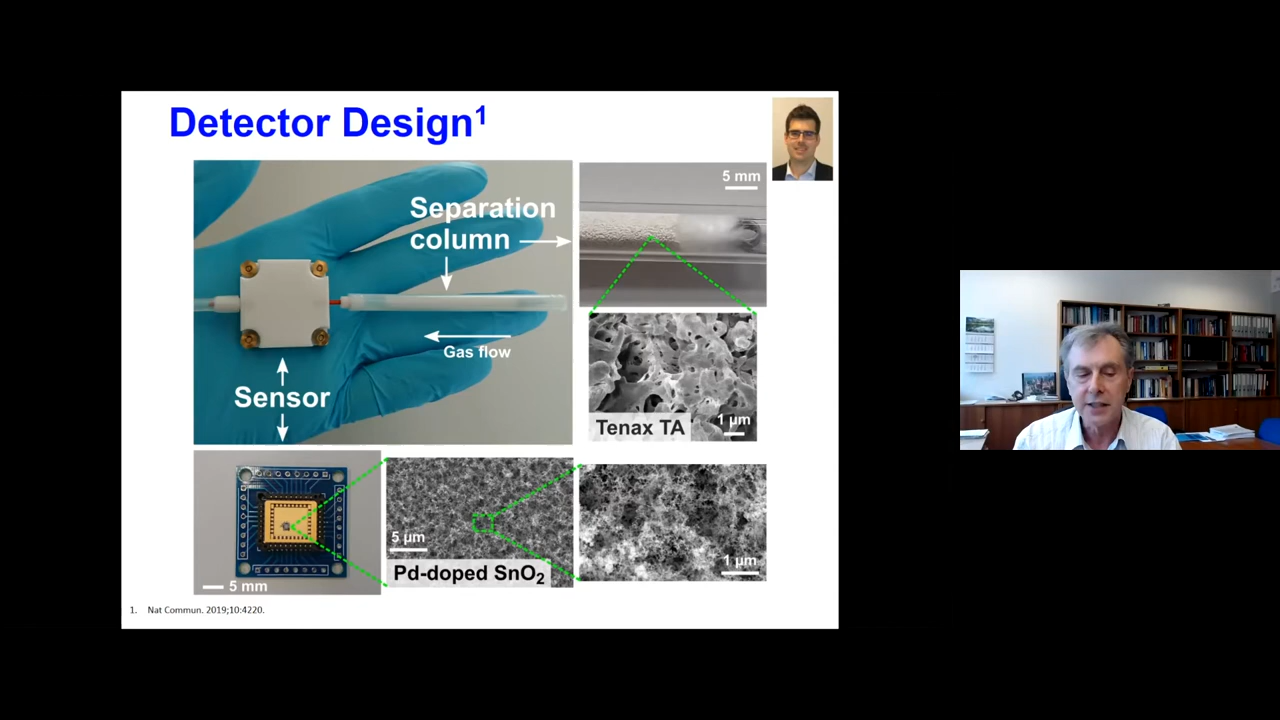 Detector Design1
Separation
column
Gas flow
Sensor
5 mm
Tenax TA
1 µm
5 mm
5 µm
Pd-doped SnO2
1 µm
1. Nat Commun. 2019;10:4220.